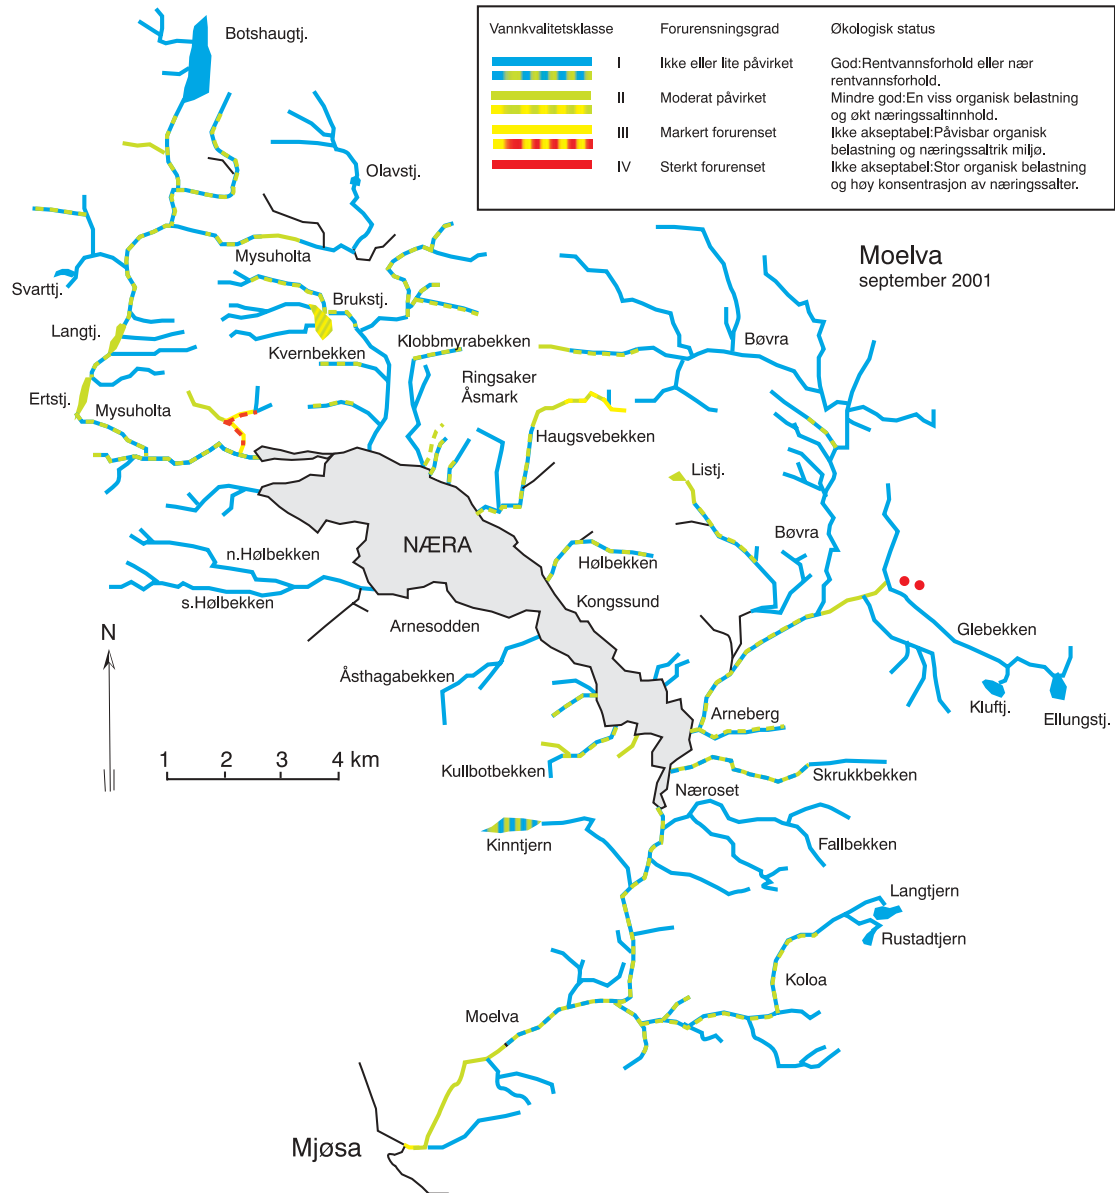 Vannkvalitetsklasse Forurensningsgrad Økologisk status
I Ikke eller lite påvirket God:Rentvannsforhold eller nær
rentvannsforhold.
II Moderat påvirket Mindre god:En viss organisk belastning
og økt næringssaltinnhold.
III Markert forurenset Ikke akseptabel:Påvisbar organisk
belastning og næringssaltrik miljø.
IV Sterkt forurenset Ikke akseptabel:Stor organisk belastning
og høy konsentrasjon av næringssalter.
Botshaugtj.
Olavstj.
Moelva
september 2001
Mysuholta
Svarttj.
Brukstj.
Langtj.
Kvernbekken
Klobbmyrabekken
Bøvra
Ringsaker
Åsmark
Ertstj.
Mysuholta
Haugsvebekken
Listj.
Bøvra
NÆRA
n.Hølbekken
Hølbekken
s.Hølbekken
Kongssund
Arnesodden
Glebekken
N
Åsthagabekken
Kluftj.
Ellungstj.
Arneberg
1 2 3 4 km
Kullbotbekken
Skrukkbekken
Næroset
Kinntjern
Fallbekken
Langtjern
Rustadtjern
Koloa
Moelva
Mjøsa